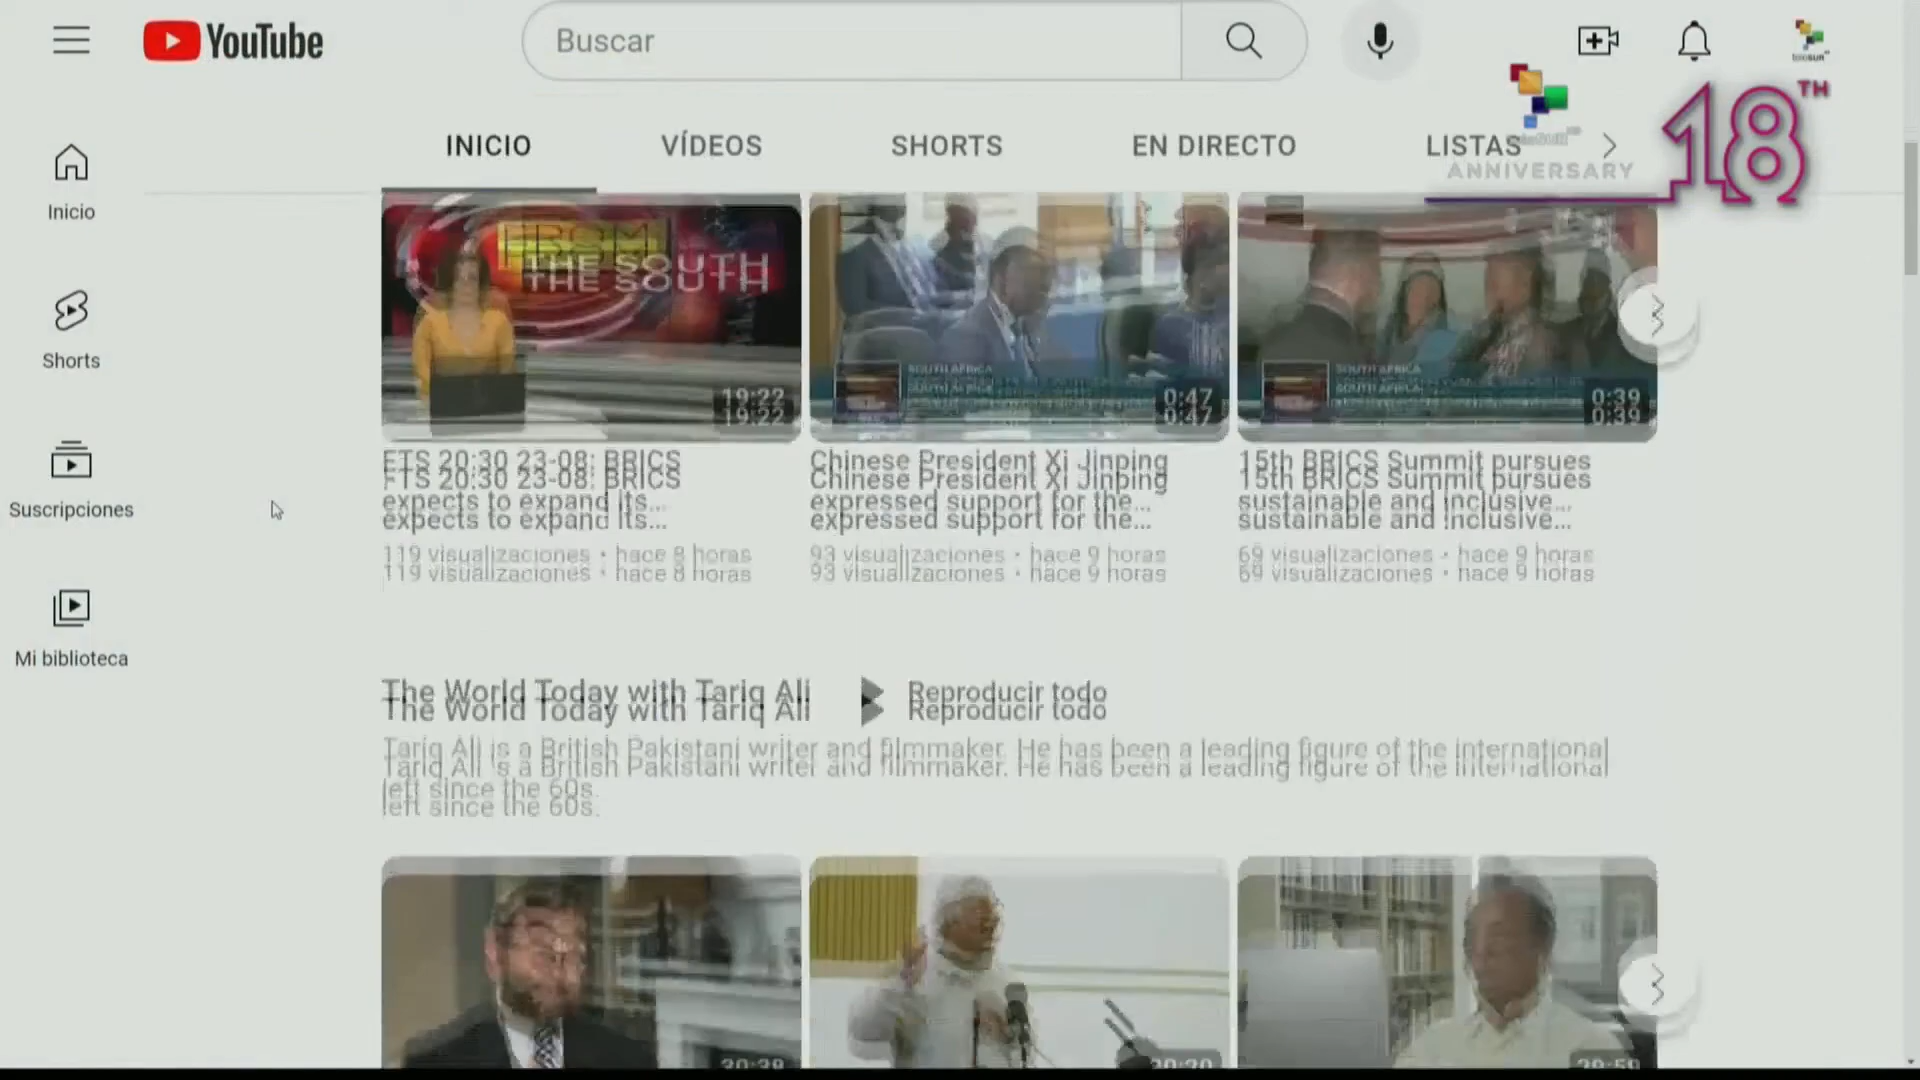 YouTube
Buscar
18TH
ANNIVERSARY
INICIO
VÍDEOS
SHORTS
EN DIRECTO
LISTAS
Inicio
Shorts
Suscripciones
Mi biblioteca
FROM
THE SOUTH
19:22
SOUTH AFRICA
0:47
SOUTH AFRICA
0:39
FTS 20:30 23-08: BRICS
expects to expand its...
119 visualizaciones • hace 8 horas
Chinese President Xi Jinping
expressed support for the...
93 visualizaciones • hace 9 horas
15th BRICS Summit pursues
sustainable and inclusive...
69 visualizaciones • hace 9 horas
The World Today with Tariq Ali
Reproducir todo
Tariq Ali is a British Pakistani writer and filmmaker. He has been a leading figure of the international
left since the 60s.